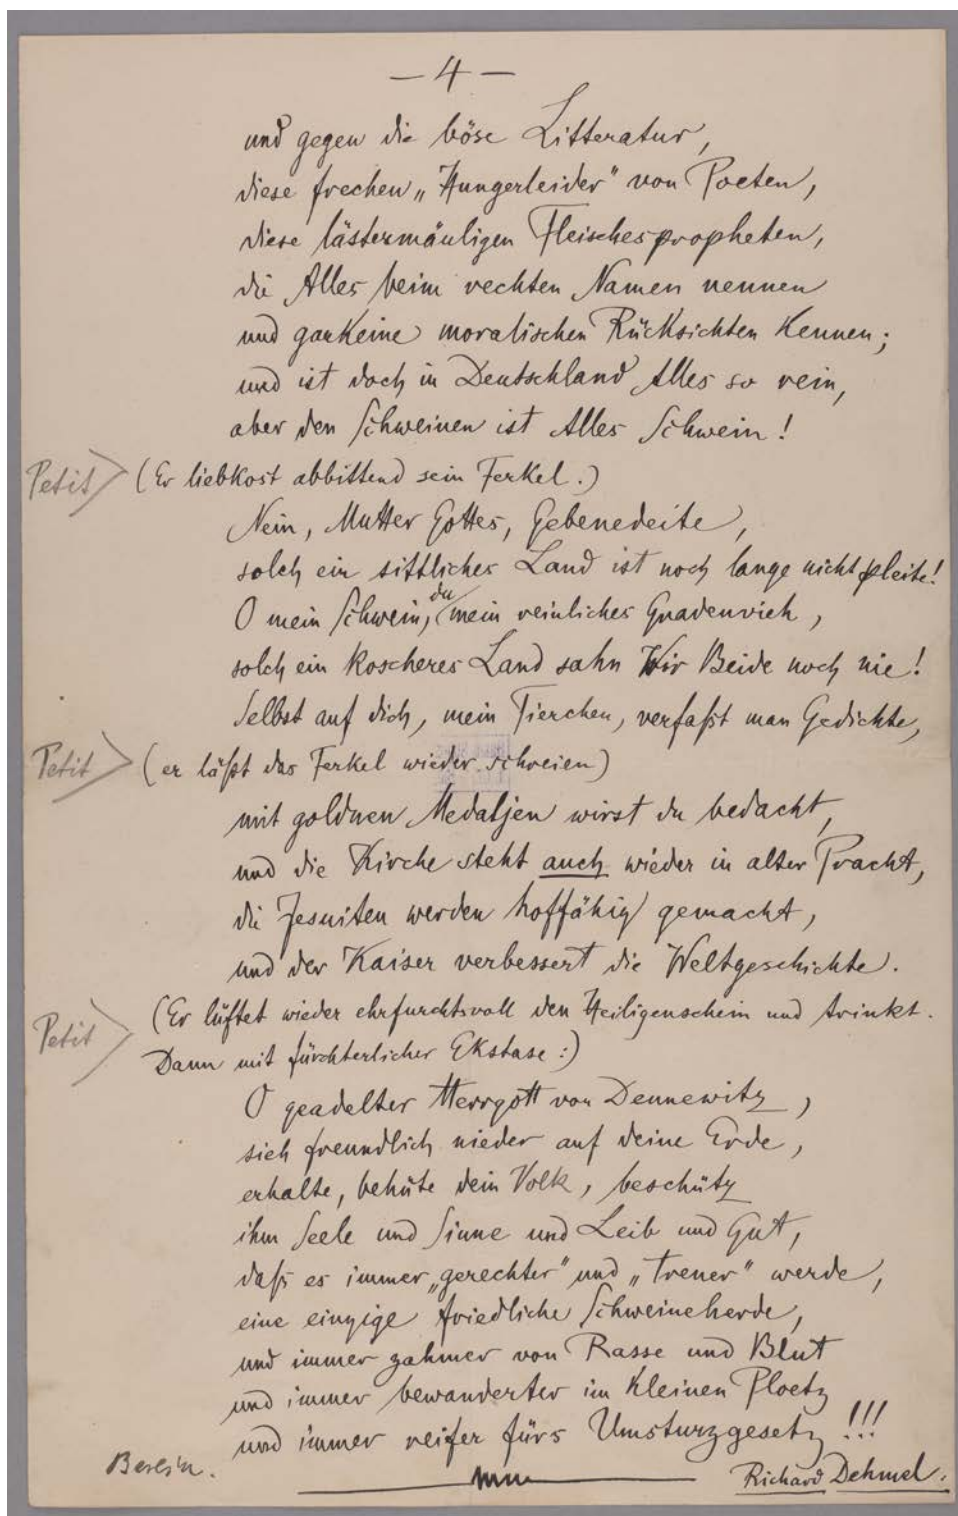 — 4 —
und gegen die böse Litteratur,
diese frechen „Hungerleider" von Poeten,
diese lästermäuligen Fleischespropheten,
die Alles beim rechten Namen nennen
und garkeine moralischen Rücksichten kennen;
und ist doch in Deutschland Alles so rein,
aber den Schweinen ist Alles Schwein!
Petit (Er liebkost abbittend sein Ferkel.)
Nein, Mutter Gottes, Gebenedeite,
solch ein sittliches Land ist noch lange nicht pleite!
O mein Schwein, du mein reinliches Gnadenvieh,
solch ein koscheres Land sahn Wir Beide noch nie!
Selbst auf dich, mein Tierchen, verfaßt man Gedichte,
Petit (er läßt das Ferkel wieder schreien)
mit goldnen Medaljen wirst du bedacht,
und die Kirche steht auch wieder in alter Pracht,
die Jesuiten werden hoffähig gemacht,
und der Kaiser verbessert die Weltgeschichte.
Petit (Er lüftet wieder ehrfurchtsvoll den Heiligenschein und trinkt.
Dann mit fürchterlicher Ekstase:)
O geadelter Herrgott von Dennewitz,
sieh freundlich nieder auf deine Erde,
erhalte, behüte dein Volk, beschütz
ihm Seele und Sinne und Leib und Gut,
daß es immer „gerechter" und „treuer" werde,
eine einzige friedliche Schweineherde,
und immer zahmer von Rasse und Blut
und immer bewanderter im kleinen Ploetz
und immer reifer fürs Umsturzgesetz!!!
Berlin.
Richard Dehmel.